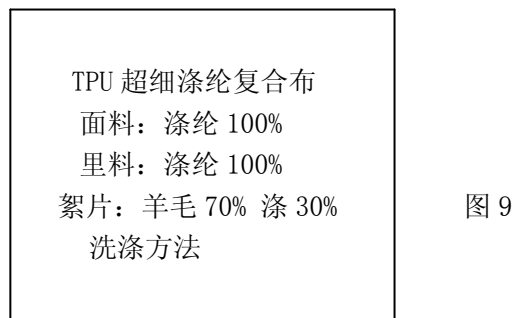 TPU 超细涤纶复合布
面料：涤纶 100%
里料：涤纶 100%
絮片：羊毛 70% 涤 30%
洗涤方法
图 9